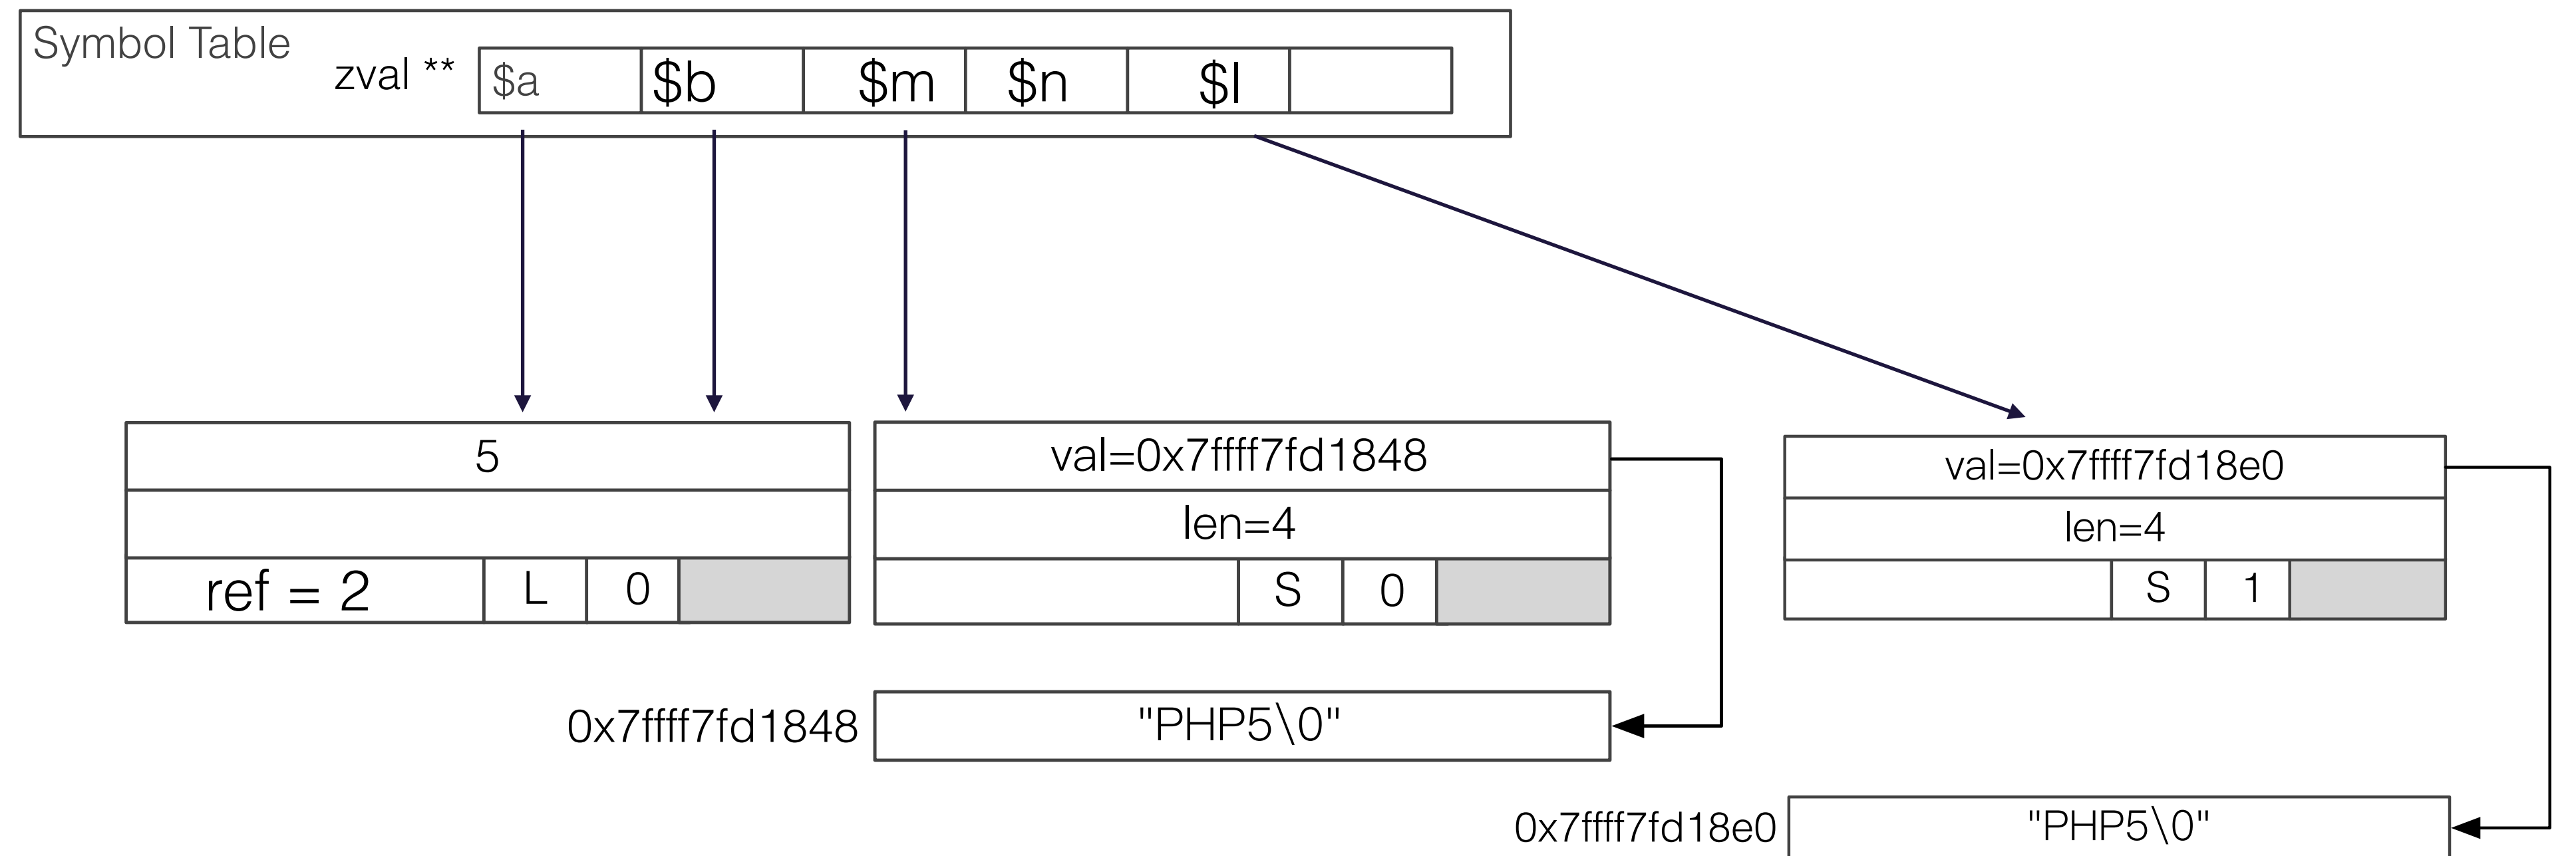 Symbol Table
zval ** $a $b $m $n $l
5
val=0x7ffff7fd1848
val=0x7ffff7fd18e0
len=4
len=4
ref = 2 L 0
S 0
S 1
0x7ffff7fd1848 "PHP5\0"
0x7ffff7fd18e0 "PHP5\0"